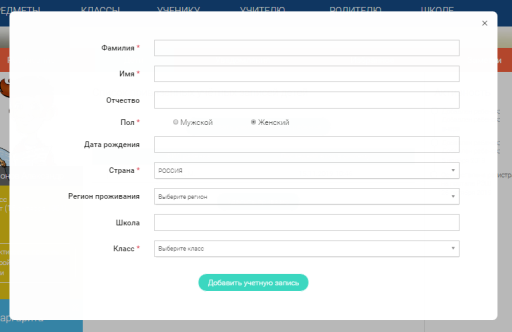 КЛАССЫ
УЧЕНИКУ
УЧИТЕЛЮ
РОДИТЕЛЮ
ШКОЛЕ
×
Фамилия *
Имя *
Отчество
Пол *
Мужской
Женский
Дата рождения
Страна *
РОССИЯ
Регион проживания
Выберите регион
Школа
Класс *
Выберите класс
Добавить учетную запись